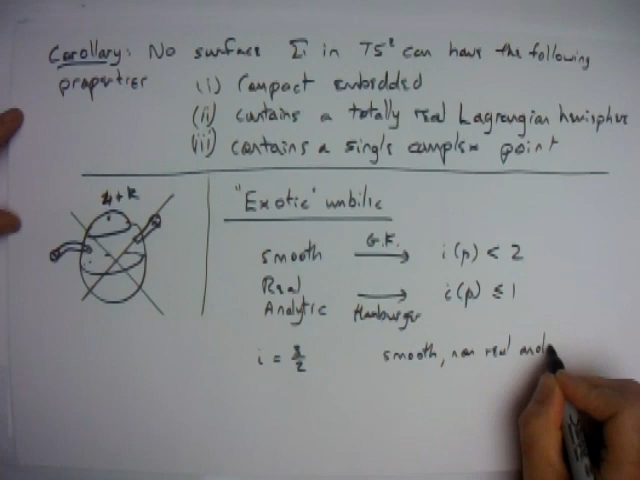 Corollary: No surface Σ in TS² can have the following
properties (i) Compact embedded
(ii) contains a totally real Lagrangian hemisphere
(iii) contains a single complex point
"Exotic" umbilic
smooth G.K. → i(p) < 2
Real Analytic → Hamburger i(p) ≤ 1
i = 3/2 smooth, non real anal